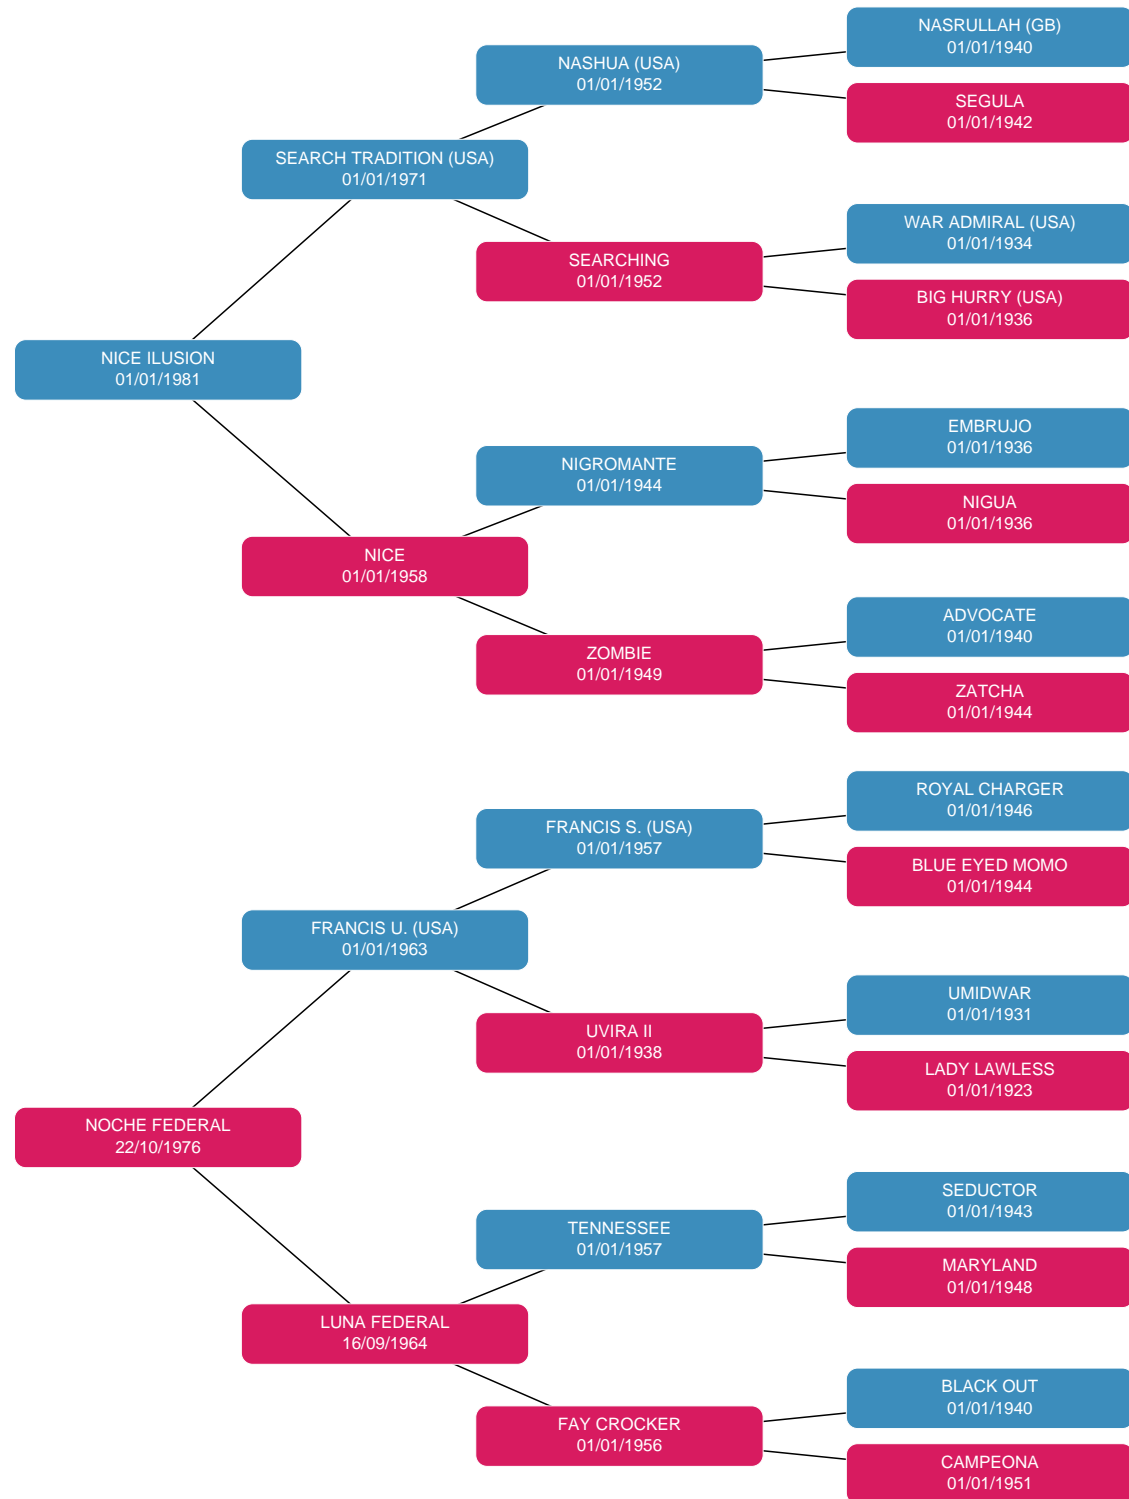 NASRULLAH (GB)
01/01/1940
NASHUA (USA)
01/01/1952
SEGULA
01/01/1942
SEARCH TRADITION (USA)
01/01/1971
WAR ADMIRAL (USA)
01/01/1934
SEARCHING
01/01/1952
BIG HURRY (USA)
01/01/1936
NICE ILUSION
01/01/1981
EMBRUJO
01/01/1936
NIGROMANTE
01/01/1944
NIGUA
01/01/1936
NICE
01/01/1958
ADVOCATE
01/01/1940
ZOMBIE
01/01/1949
ZATCHA
01/01/1944
ROYAL CHARGER
01/01/1946
FRANCIS S. (USA)
01/01/1957
BLUE EYED MOMO
01/01/1944
FRANCIS U. (USA)
01/01/1963
UMIDWAR
01/01/1931
UVIRA II
01/01/1938
LADY LAWLESS
01/01/1923
NOCHE FEDERAL
22/10/1976
SEDUCTOR
01/01/1943
TENNESSEE
01/01/1957
MARYLAND
01/01/1948
LUNA FEDERAL
16/09/1964
BLACK OUT
01/01/1940
FAY CROCKER
01/01/1956
CAMPEONA
01/01/1951